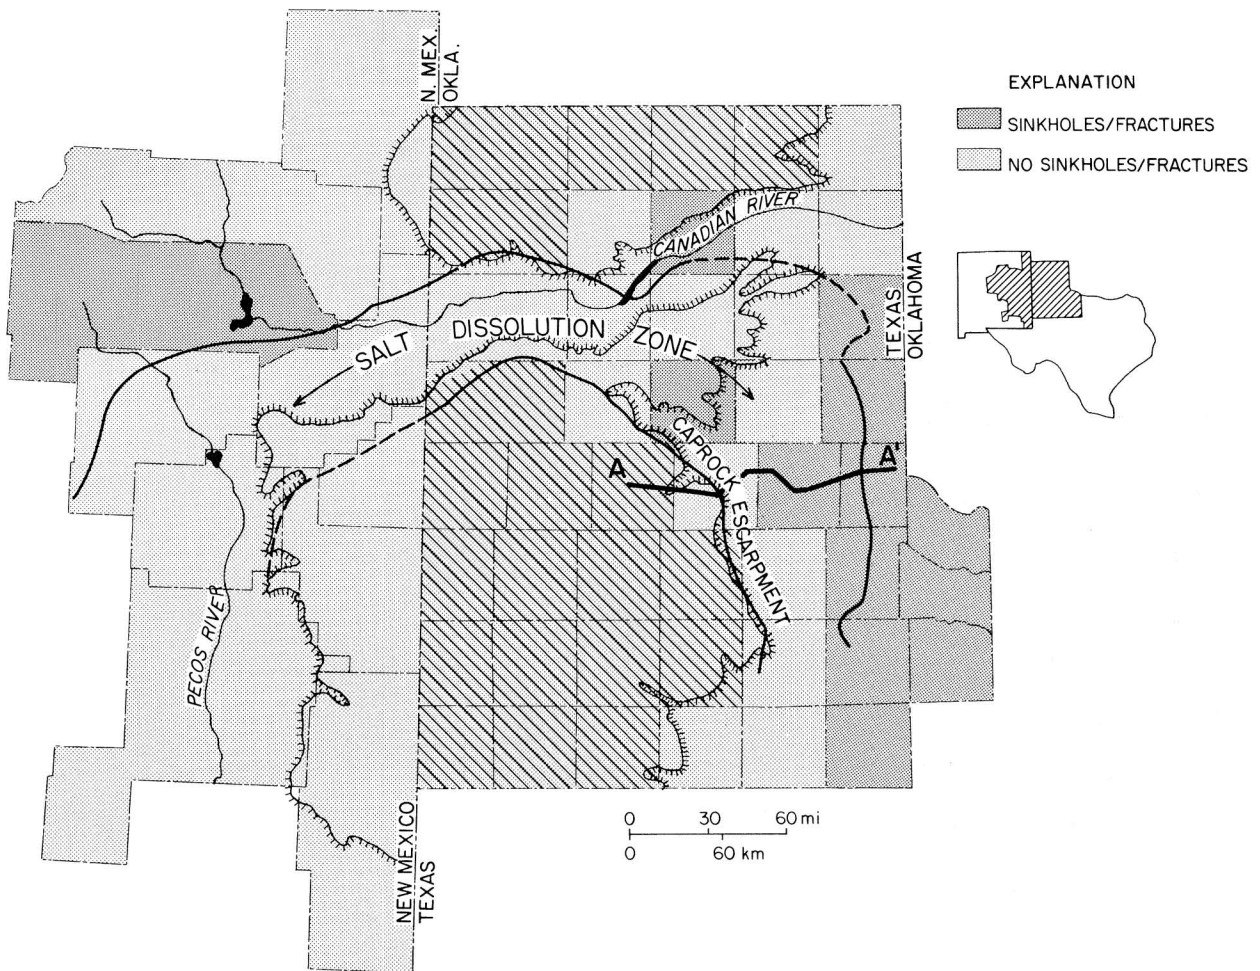 N. MEX.
OKLA.
EXPLANATION
SINKHOLES/FRACTURES
NO SINKHOLES/FRACTURES
CANADIAN RIVER
TEXAS
OKLAHOMA
SALT DISSOLUTION ZONE
CAPROCK ESCARPMENT
A
A'
PECOS RIVER
0 30 60 mi
0 60 km
NEW MEXICO
TEXAS